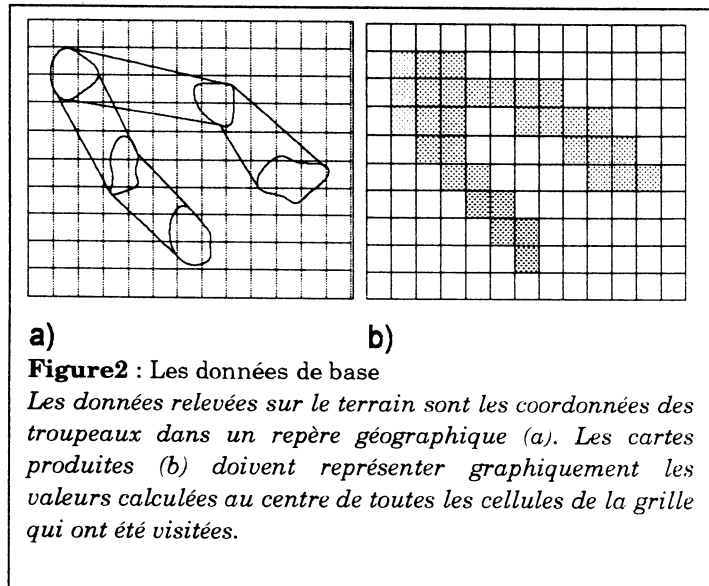 a)
b)
Figure2 : Les données de base
Les données relevées sur le terrain sont les coordonnées des
troupeaux dans un repère géographique (a). Les cartes
produites (b) doivent représenter graphiquement les
valeurs calculées au centre de toutes les cellules de la grille
qui ont été visitées.